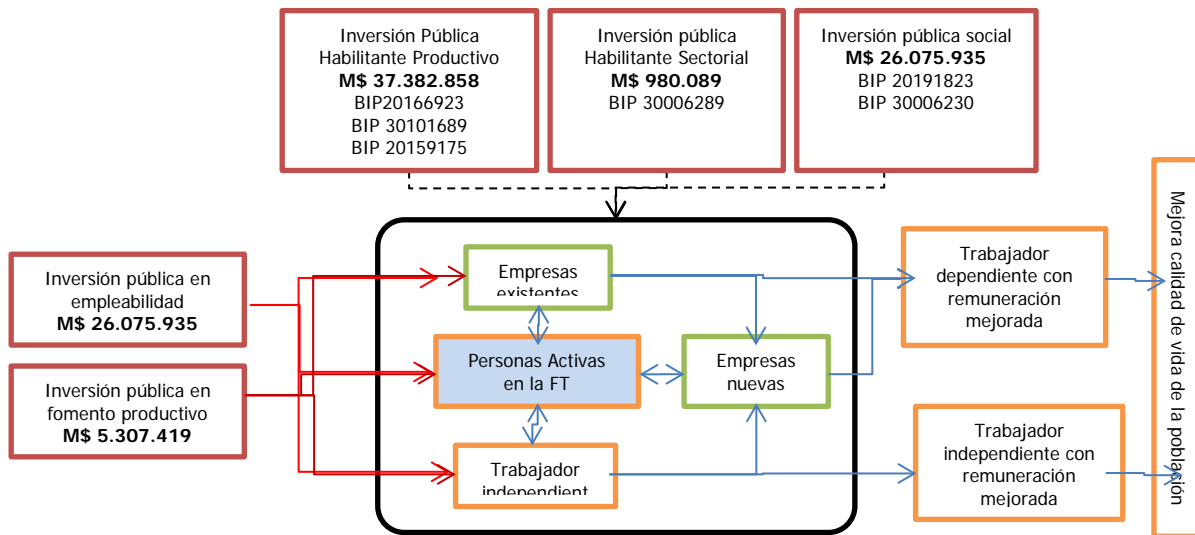 Inversión Pública
Habilitante Productivo
M$ 37.382.858
BIP20166923
BIP 30101689
BIP 20159175
Inversión pública
Habilitante Sectorial
M$ 980.089
BIP 30006289
Inversión pública social
M$ 26.075.935
BIP 20191823
BIP 30006230
Inversión pública en
empleabilidad
M$ 26.075.935
Inversión pública en
fomento productivo
M$ 5.307.419
Empresas
existentes
Personas Activas
en la FT
Trabajador
independient
Empresas
nuevas
Trabajador
dependiente con
remuneración
mejorada
Trabajador
independiente con
remuneración
mejorada
Mejora calidad de vida de la población